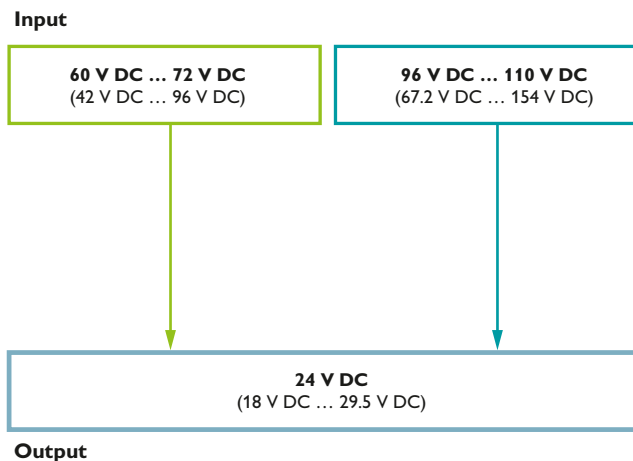 Input
60 V DC … 72 V DC
(42 V DC … 96 V DC)
96 V DC … 110 V DC
(67.2 V DC … 154 V DC)
24 V DC
(18 V DC … 29.5 V DC)
Output